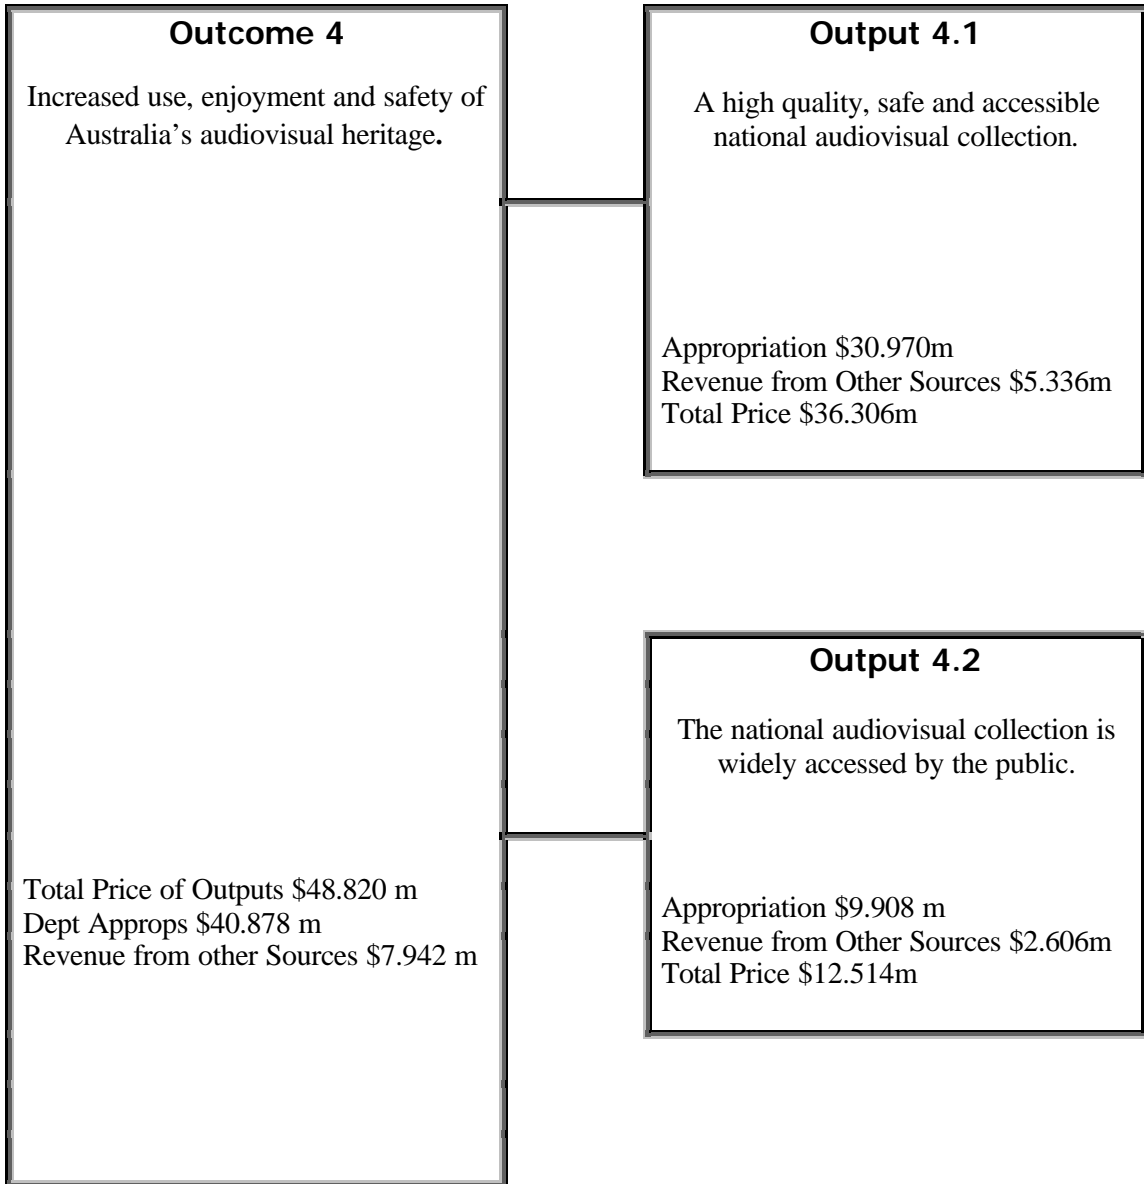 Outcome 4
Increased use, enjoyment and safety of
Australia’s audiovisual heritage.
Total Price of Outputs $48.820 m
Dept Approps $40.878 m
Revenue from other Sources $7.942 m
Output 4.1
A high quality, safe and accessible
national audiovisual collection.
Appropriation $30.970m
Revenue from Other Sources $5.336m
Total Price $36.306m
Output 4.2
The national audiovisual collection is
widely accessed by the public.
Appropriation $9.908 m
Revenue from Other Sources $2.606m
Total Price $12.514m